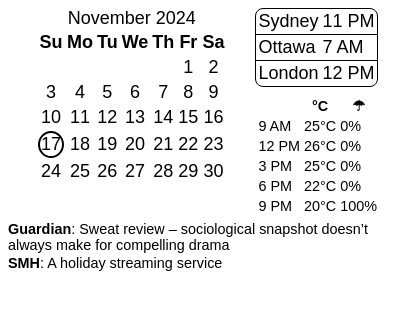 November 2024
Su Mo Tu We Th Fr Sa
1 2
3 4 5 6 7 8 9
10 11 12 13 14 15 16
17 18 19 20 21 22 23
24 25 26 27 28 29 30
Sydney 11 PM
Ottawa 7 AM
London 12 PM
°C ☂
9 AM 25°C 0%
12 PM 26°C 0%
3 PM 25°C 0%
6 PM 22°C 0%
9 PM 20°C 100%
Guardian: Sweat review – sociological snapshot doesn’t
always make for compelling drama
SMH: A holiday streaming service